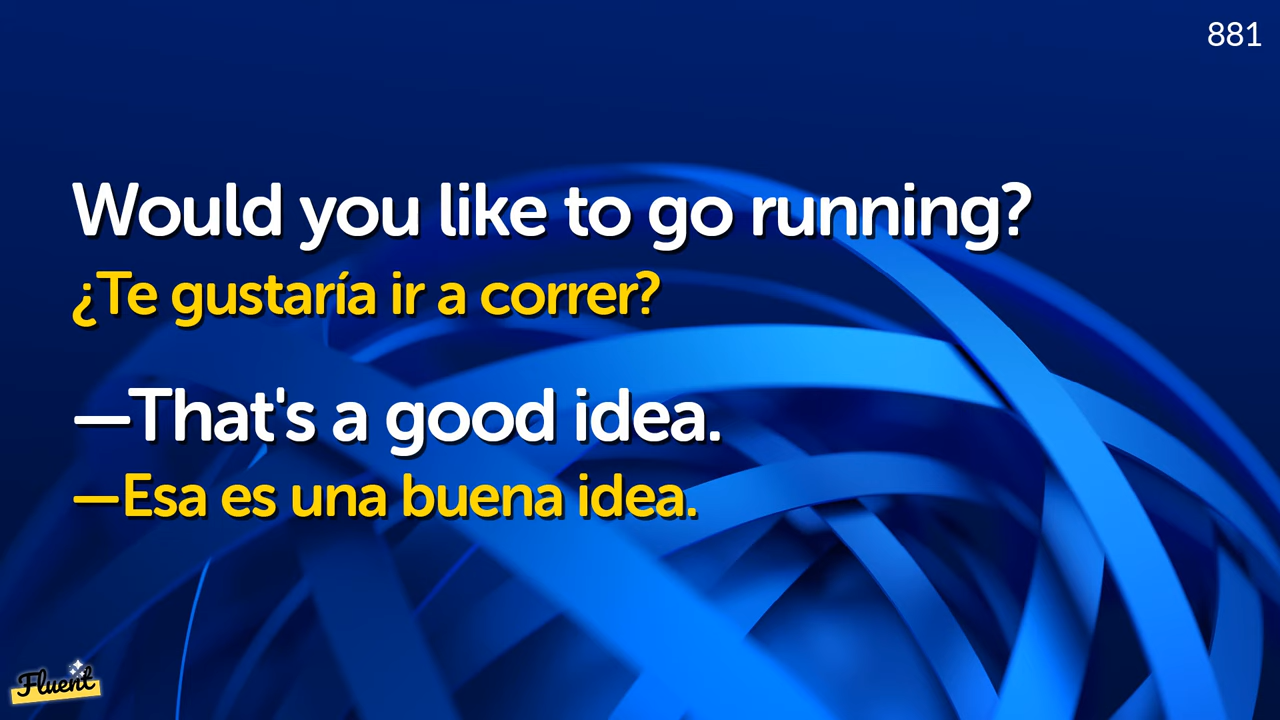 881
Would you like to go running?
¿Te gustaría ir a correr?
—That's a good idea.
—Esa es una buena idea.
Fluent